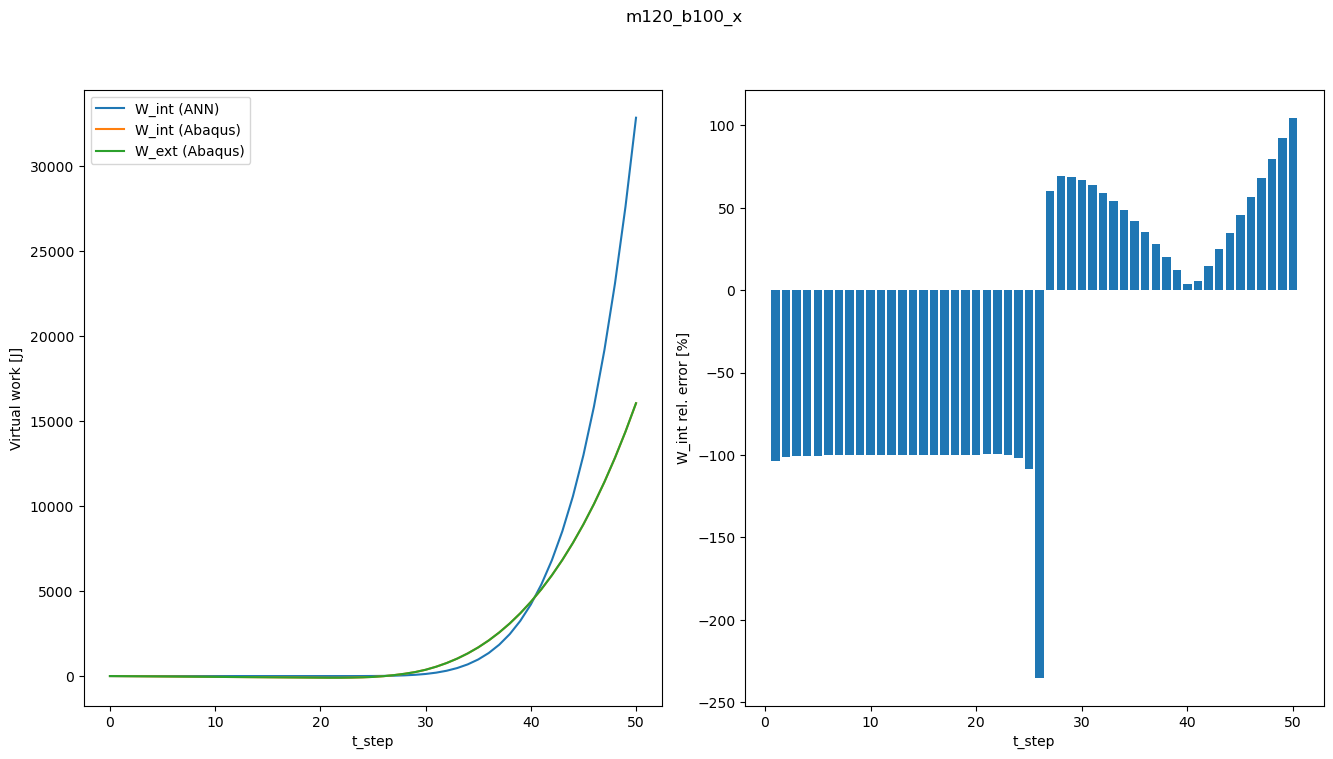 m120_b100_x
W_int (ANN)
W_int (Abaqus)
W_ext (Abaqus)
Virtual work [J]
30000
25000
20000
15000
10000
5000
0
0 10 20 30 40 50
t_step
W_int rel. error [%]
100
50
0
−50
−100
−150
−200
−250
0 10 20 30 40 50
t_step